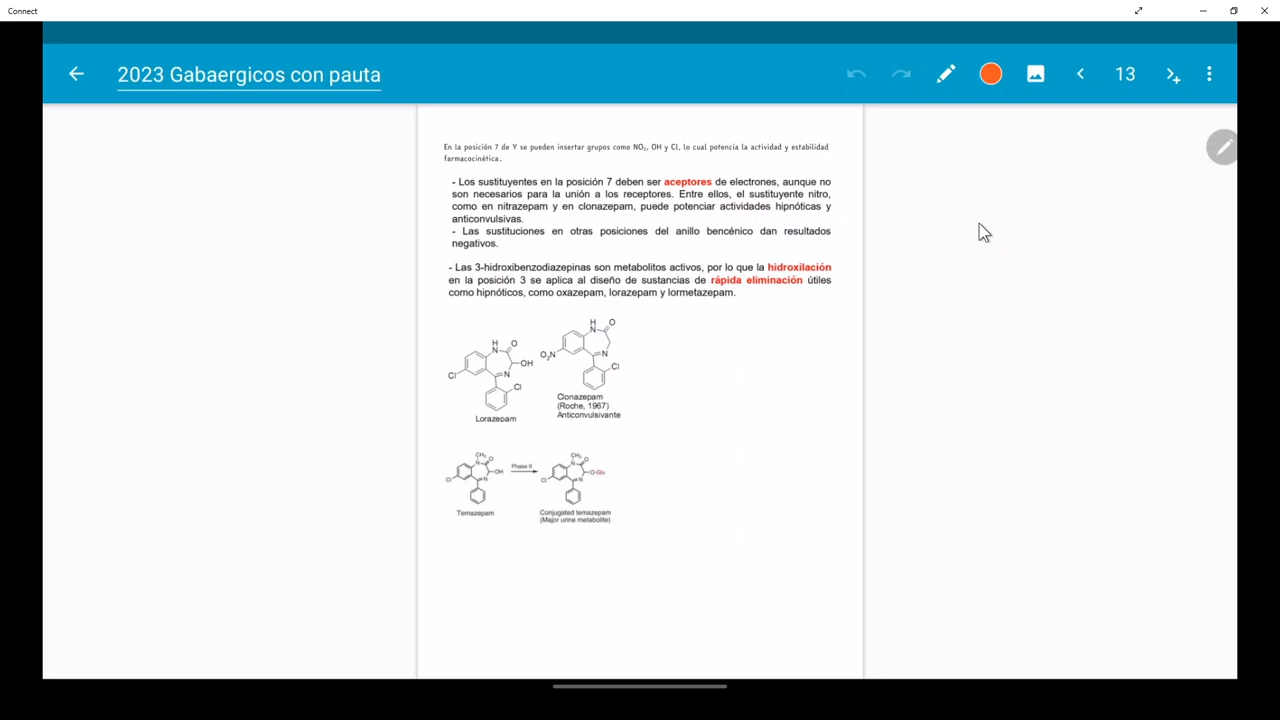 Connect
2023 Gabaergicos con pauta
13
En la posición 7 de Y se pueden insertar grupos como NO₂, OH y Cl, lo cual potencia la actividad y estabilidad
farmacocinética.
- Los sustituyentes en la posición 7 deben ser aceptores de electrones, aunque no
son necesarios para la unión a los receptores. Entre ellos, el sustituyente nitro,
como en nitrazepam y en clonazepam, puede potenciar actividades hipnóticas y
anticonvulsivas.
- Las sustituciones en otras posiciones del anillo bencénico dan resultados
negativos.
- Las 3-hidroxibenzodiazepinas son metabolitos activos, por lo que la hidroxilación
en la posición 3 se aplica al diseño de sustancias de rápida eliminación útiles
como hipnóticos, como oxazepam, lorazepam y lormetazepam.
H
N
O
OH
N
Cl
Cl
Lorazepam
H
N
O
O₂N
N
Cl
Clonazepam
(Roche, 1967)
Anticonvulsivante
CH₃
N
O
OH
N
Cl
Temazepam
Phase II
CH₃
N
O
O-Glu
N
Cl
Conjugated temazepam
(Major urine metabolite)